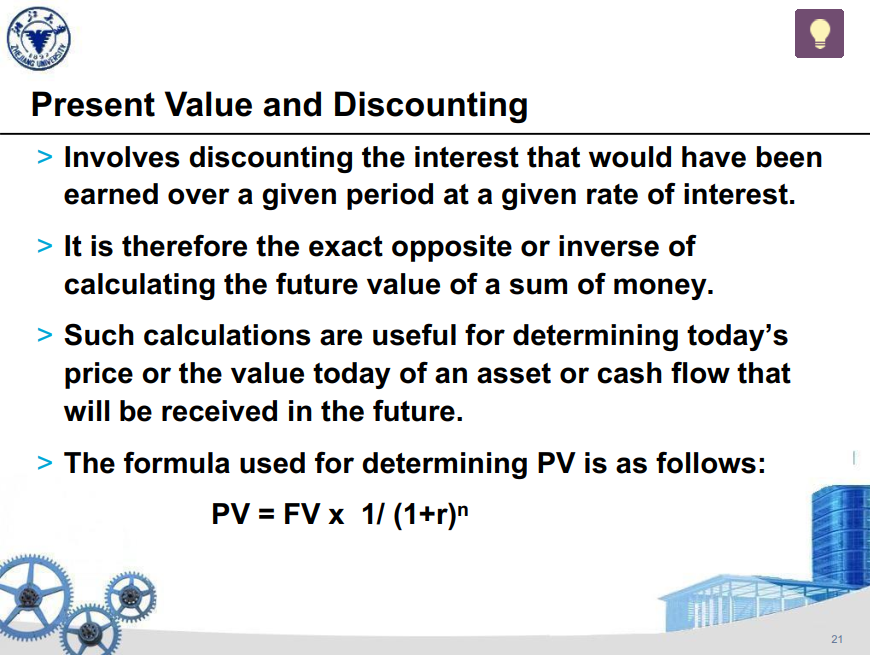 Present Value and Discounting
> Involves discounting the interest that would have been
earned over a given period at a given rate of interest.
> It is therefore the exact opposite or inverse of
calculating the future value of a sum of money.
> Such calculations are useful for determining today’s
price or the value today of an asset or cash flow that
will be received in the future.
> The formula used for determining PV is as follows:
PV = FV x 1/ (1+r)ⁿ
21